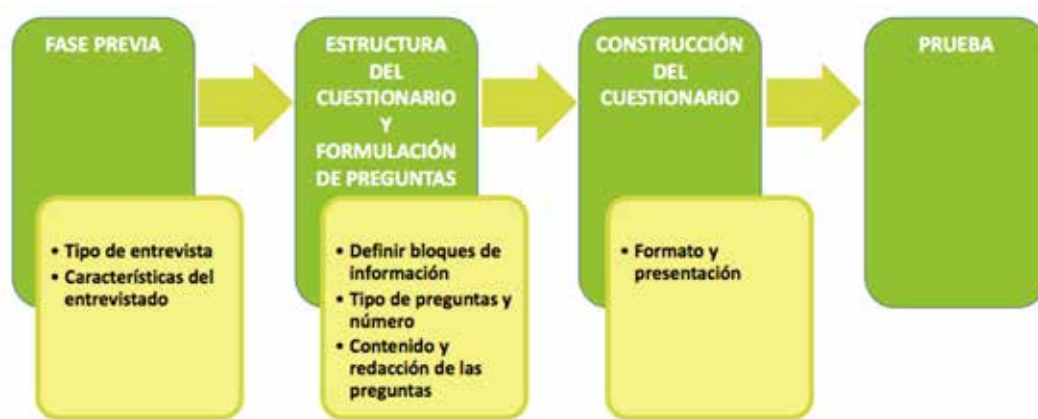 FASE PREVIA
• Tipo de entrevista
• Características del
entrevistado
ESTRUCTURA
DEL
CUESTIONARIO
Y
FORMULACIÓN
DE PREGUNTAS
• Definir bloques de
información
• Tipo de preguntas y
número
• Contenido y
redacción de las
preguntas
CONSTRUCCIÓN
DEL
CUESTIONARIO
• Formato y
presentación
PRUEBA